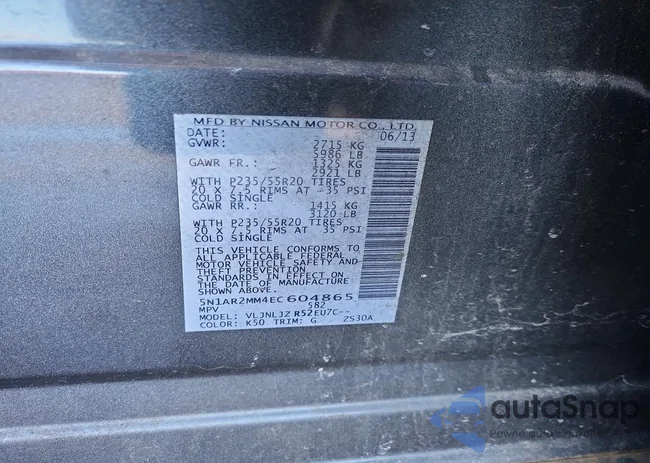 MFD BY NISSAN MOTOR CO., LTD.
DATE: 06/13
GVWR: 2715 KG
5986 LB
GAWR FR.: 1325 KG
2921 LB
WITH P235/55R20 TIRES
20 X 7.5 RIMS AT 35 PSI
COLD SINGLE
GAWR RR.: 1415 KG
3120 LB
WITH P235/55R20 TIRES
20 X 7.5 RIMS AT 35 PSI
COLD SINGLE
THIS VEHICLE CONFORMS TO
ALL APPLICABLE FEDERAL
MOTOR VEHICLE SAFETY AND
THEFT PREVENTION
STANDARDS IN EFFECT ON
THE DATE OF MANUFACTURE
SHOWN ABOVE.
5N1AR2MM4EC604865
MPV 582
MODEL: VLJNLJZ R52EU7C--
COLOR: K50 TRIM: G ZS30A
autoSnap